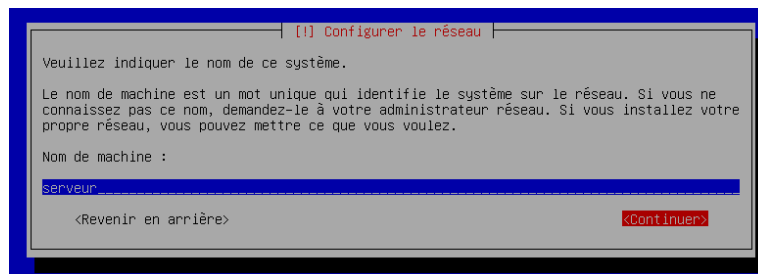 [!] Configurer le réseau
Veuillez indiquer le nom de ce système.
Le nom de machine est un mot unique qui identifie le système sur le réseau. Si vous ne
connaissez pas ce nom, demandez-le à votre administrateur réseau. Si vous installez votre
propre réseau, vous pouvez mettre ce que vous voulez.
Nom de machine :
serveur
<Revenir en arrière> <Continuer>